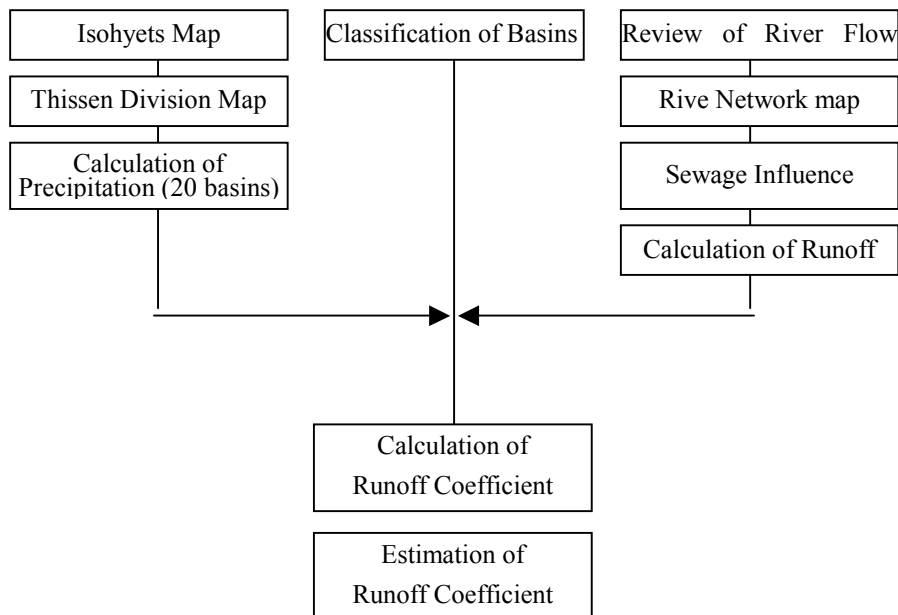 Isohyets Map
Thissen Division Map
Calculation of
Precipitation (20 basins)
Classification of Basins
Review of River Flow
Rive Network map
Sewage Influence
Calculation of Runoff
Calculation of
Runoff Coefficient
Estimation of
Runoff Coefficient